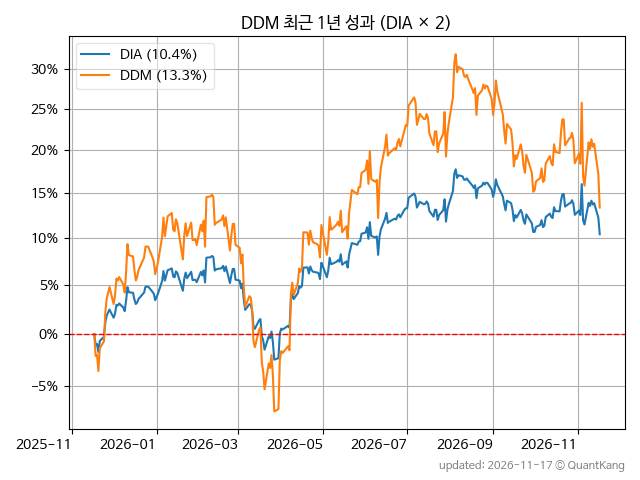 DDM 최근 1년 성과 (DIA × 2)
DIA (10.4%)
DDM (13.3%)
30%
25%
20%
15%
10%
5%
0%
−5%
2025-11 2026-01 2026-03 2026-05 2026-07 2026-09 2026-11
updated: 2026-11-17 © QuantKang